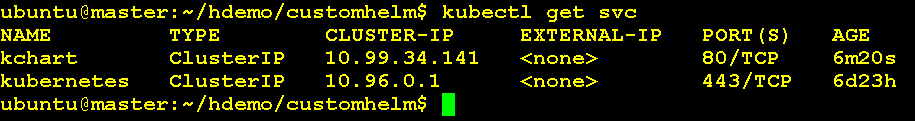 ubuntu@master:~/hdemo/customhelm$ kubectl get svc
NAME TYPE CLUSTER-IP EXTERNAL-IP PORT(S) AGE
kchart ClusterIP 10.99.34.141 <none> 80/TCP 6m20s
kubernetes ClusterIP 10.96.0.1 <none> 443/TCP 6d23h
ubuntu@master:~/hdemo/customhelm$